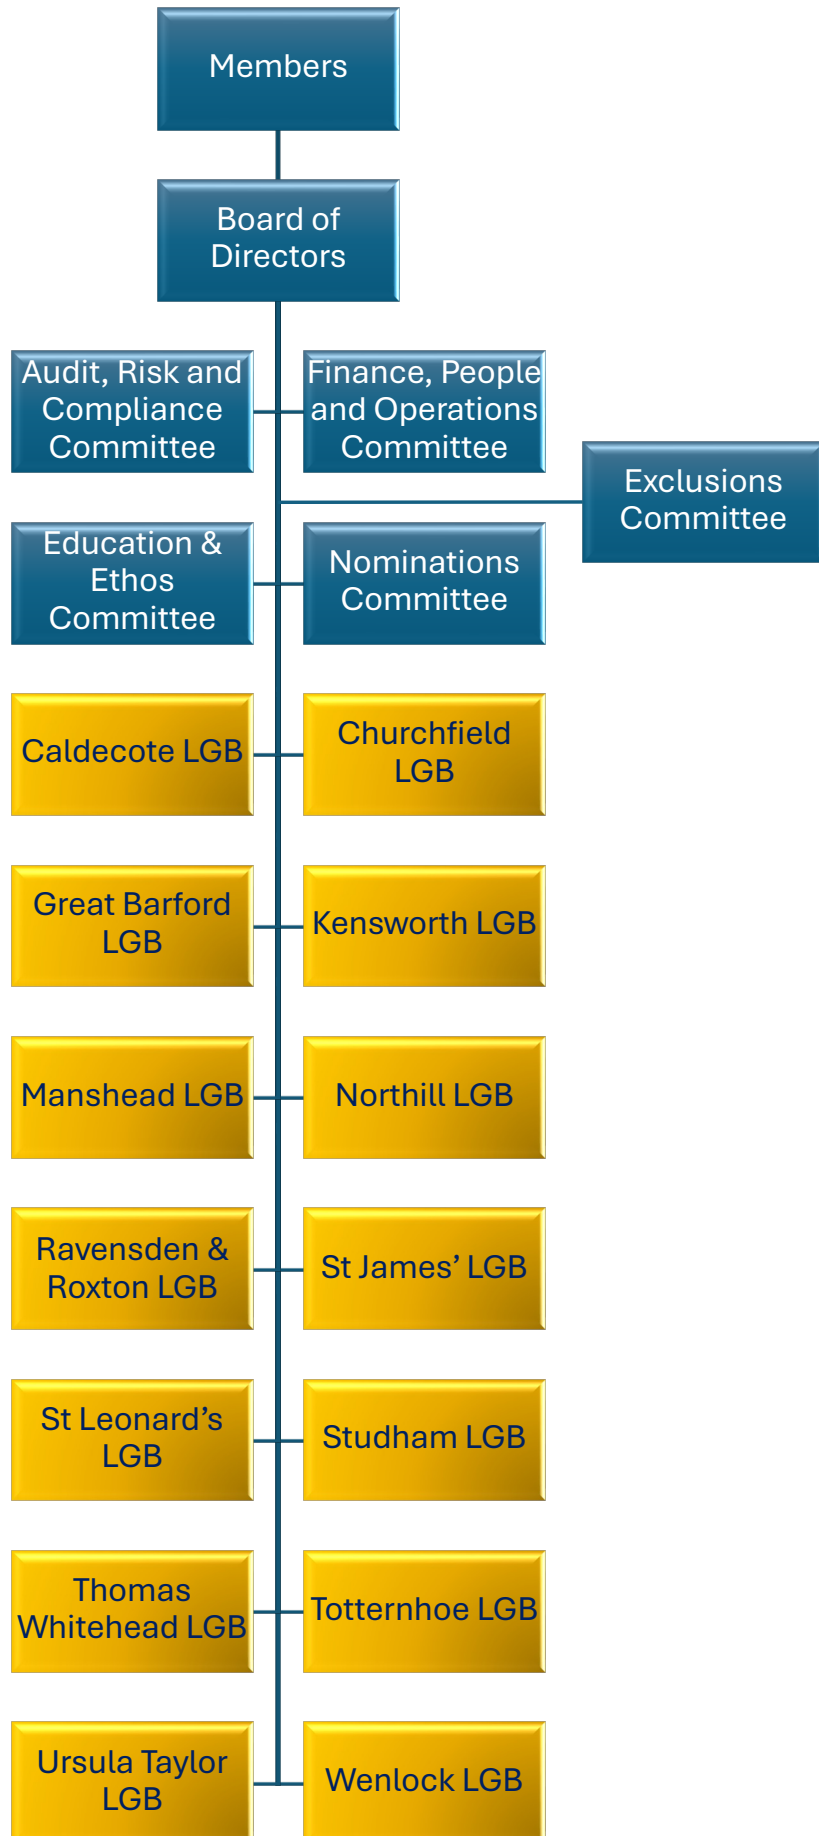 Members
Board of
Directors
Audit, Risk and
Compliance
Committee
Finance, People
and Operations
Committee
Exclusions
Committee
Education &
Ethos
Committee
Nominations
Committee
Caldecote LGB
Churchfield
LGB
Great Barford
LGB
Kensworth LGB
Manshead LGB
Northill LGB
Ravensden &
Roxton LGB
St James’ LGB
St Leonard’s
LGB
Studham LGB
Thomas
Whitehead LGB
Totternhoe LGB
Ursula Taylor
LGB
Wenlock LGB